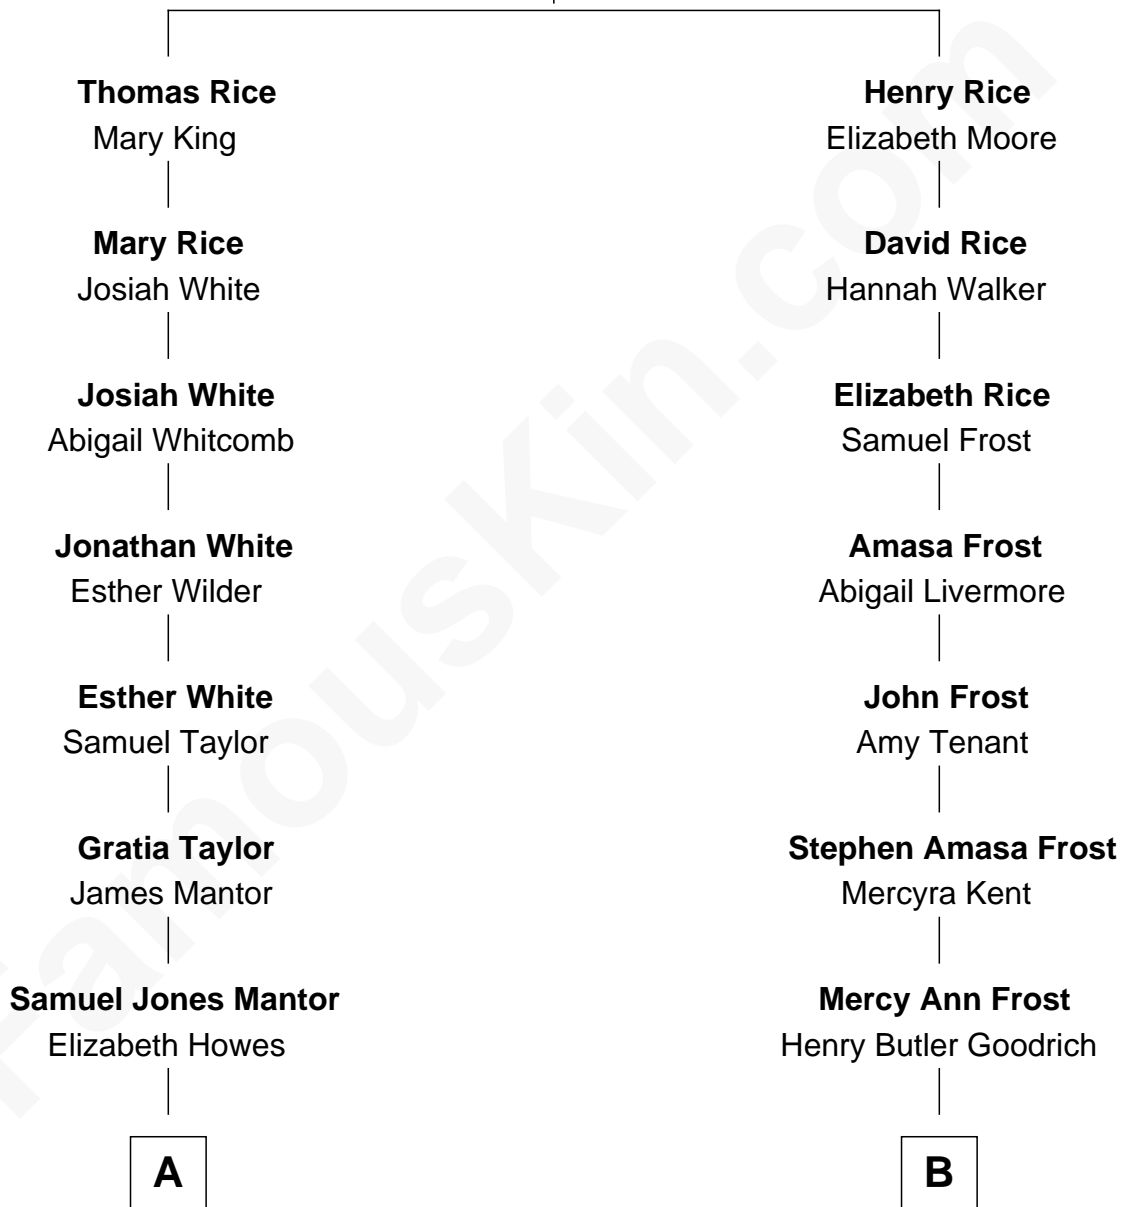 Thomas Rice
Mary King
Henry Rice
Elizabeth Moore
Mary Rice
Josiah White
David Rice
Hannah Walker
Josiah White
Abigail Whitcomb
Elizabeth Rice
Samuel Frost
Jonathan White
Esther Wilder
Amasa Frost
Abigail Livermore
Esther White
Samuel Taylor
John Frost
Amy Tenant
Gratia Taylor
James Mantor
Stephen Amasa Frost
Mercyra Kent
Samuel Jones Mantor
Elizabeth Howes
Mercy Ann Frost
Henry Butler Goodrich
A
B
FamousKin.com